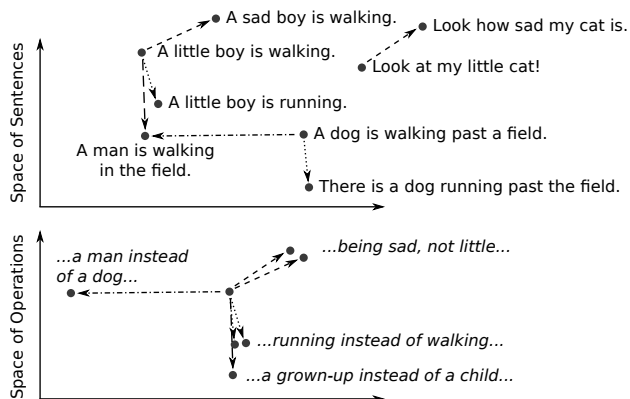 A sad boy is walking.
Look how sad my cat is.
A little boy is walking.
Look at my little cat!
A little boy is running.
A dog is walking past a field.
A man is walking
in the field.
There is a dog running past the field.
Space of Sentences
...a man instead
of a dog...
...being sad, not little...
...running instead of walking...
...a grown-up instead of a child...
Space of Operations